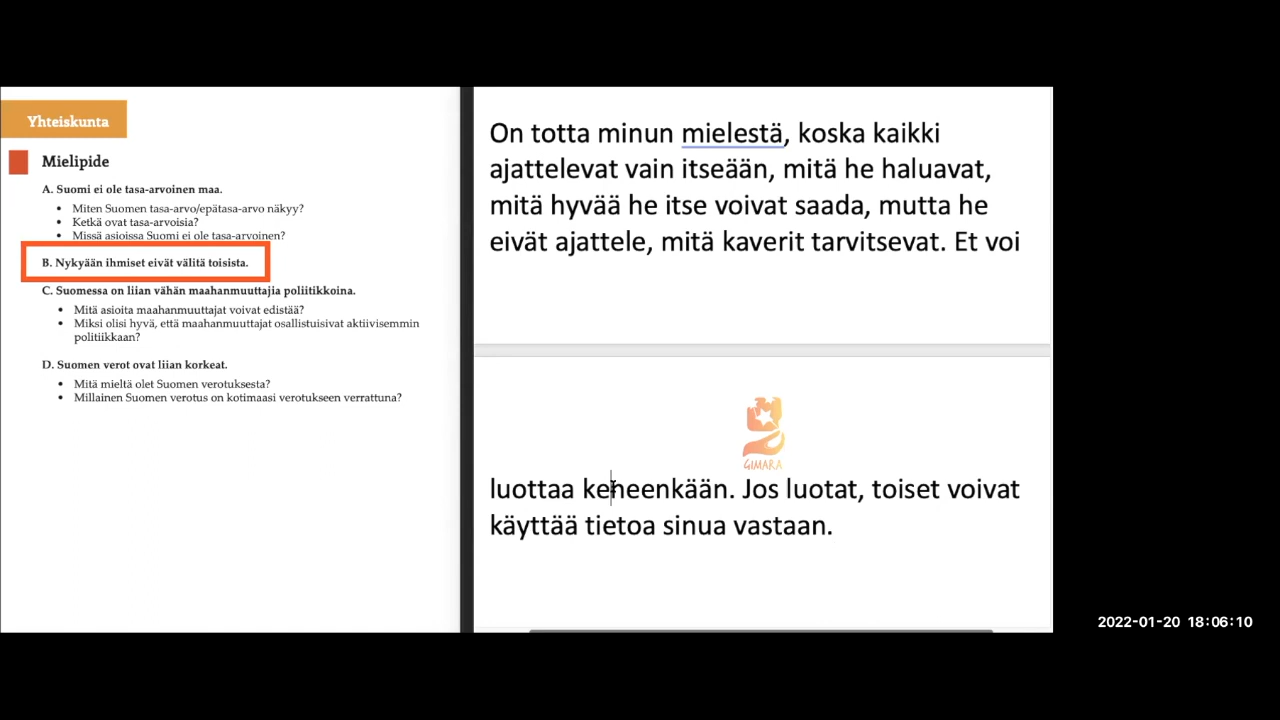 Yhteiskunta
Mielipide
A. Suomi ei ole tasa-arvoinen maa.
• Miten Suomen tasa-arvo/epätasa-arvo näkyy?
• Ketkä ovat tasa-arvoisia?
• Missä asioissa Suomi ei ole tasa-arvoinen?
B. Nykyään ihmiset eivät välitä toisista.
C. Suomessa on liian vähän maahanmuuttajia poliitikkoina.
• Mitä asioita maahanmuuttajat voivat edistää?
• Miksi olisi hyvä, että maahanmuuttajat osallistuisivat aktiivisemmin
politiikkaan?
D. Suomen verot ovat liian korkeat.
• Mitä mieltä olet Suomen verotuksesta?
• Millainen Suomen verotus on kotimaasi verotukseen verrattuna?
On totta minun mielestä, koska kaikki
ajattelevat vain itseään, mitä he haluavat,
mitä hyvää he itse voivat saada, mutta he
eivät ajattele, mitä kaverit tarvitsevat. Et voi
GIMARA
luottaa keheenkään. Jos luotat, toiset voivat
käyttää tietoa sinua vastaan.
2022-01-20 18:06:10